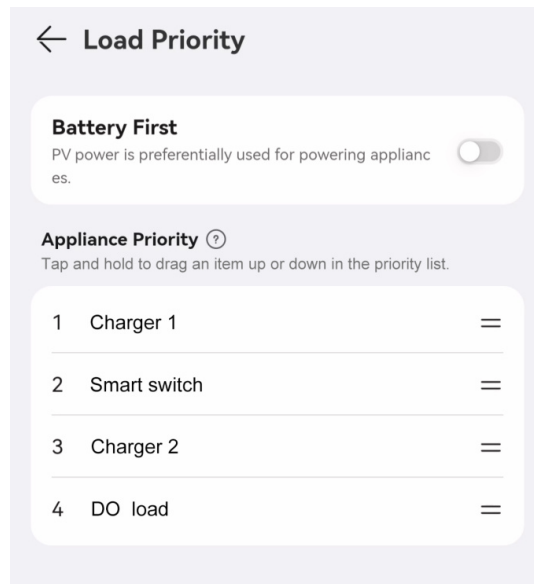 Load Priority
Battery First
PV power is preferentially used for powering applianc
es.
Appliance Priority ?
Tap and hold to drag an item up or down in the priority list.
1 Charger 1
2 Smart switch
3 Charger 2
4 DO load